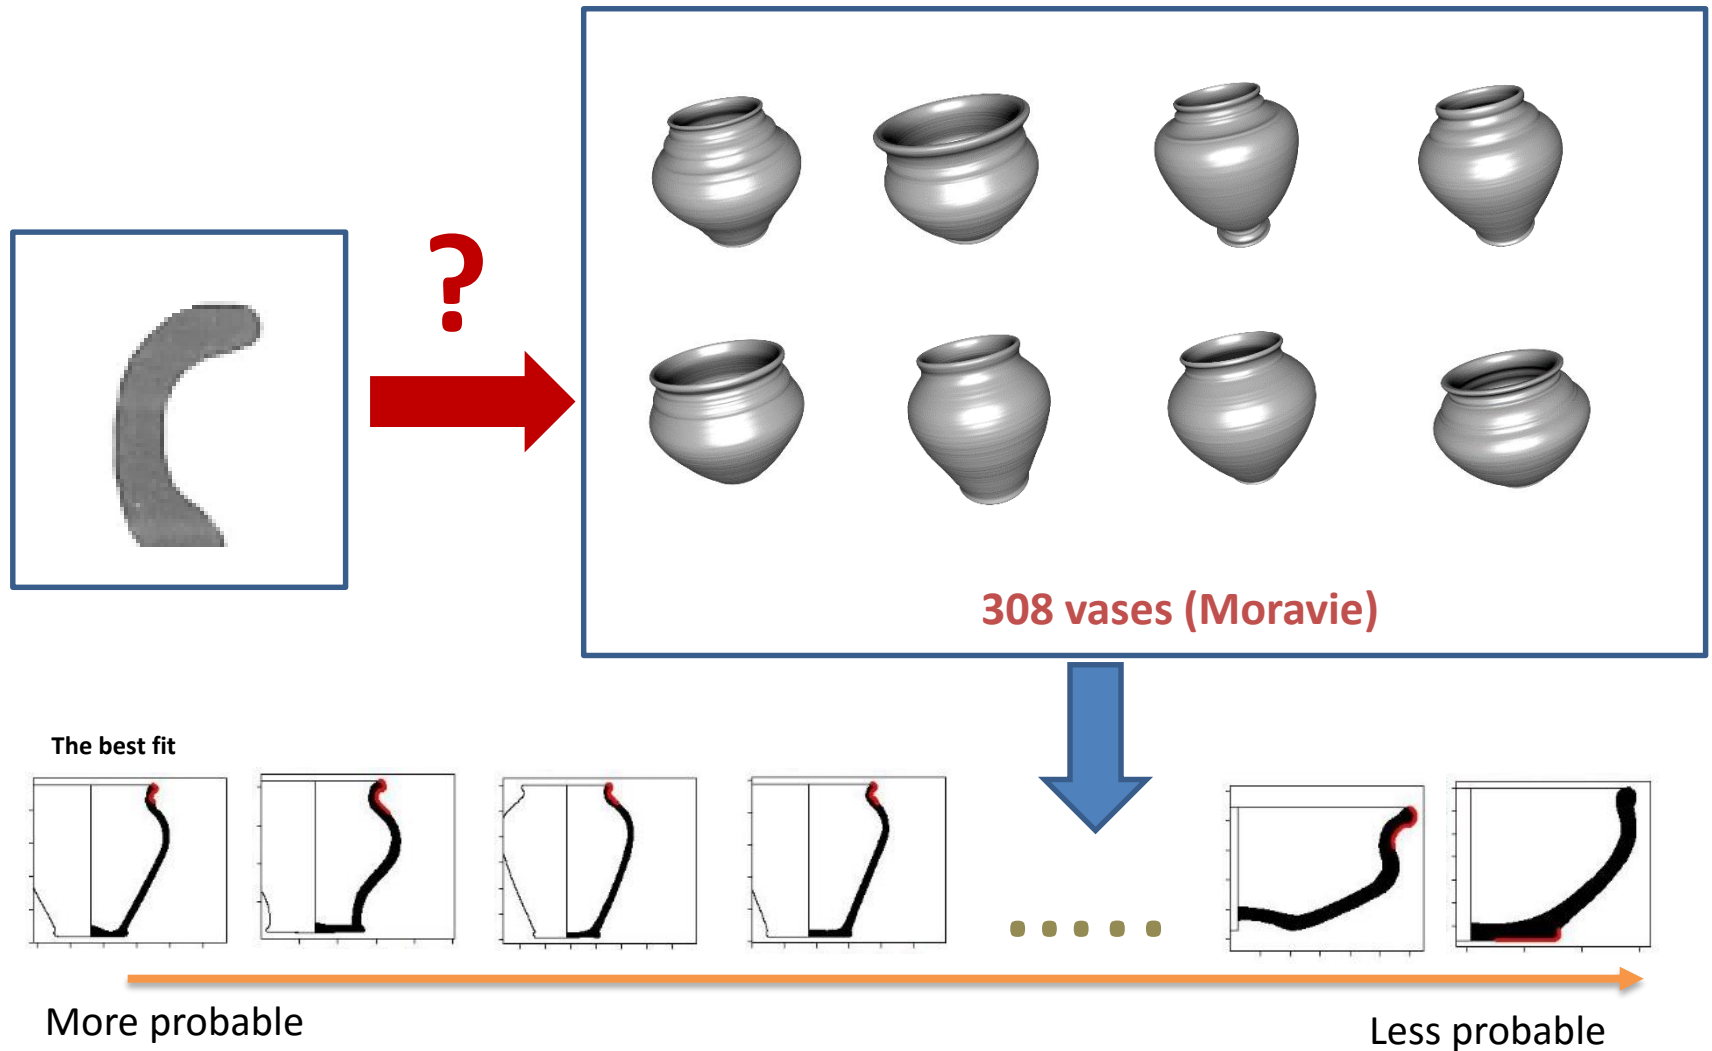 ?
308 vases (Moravie)
The best fit
.....
More probable
Less probable